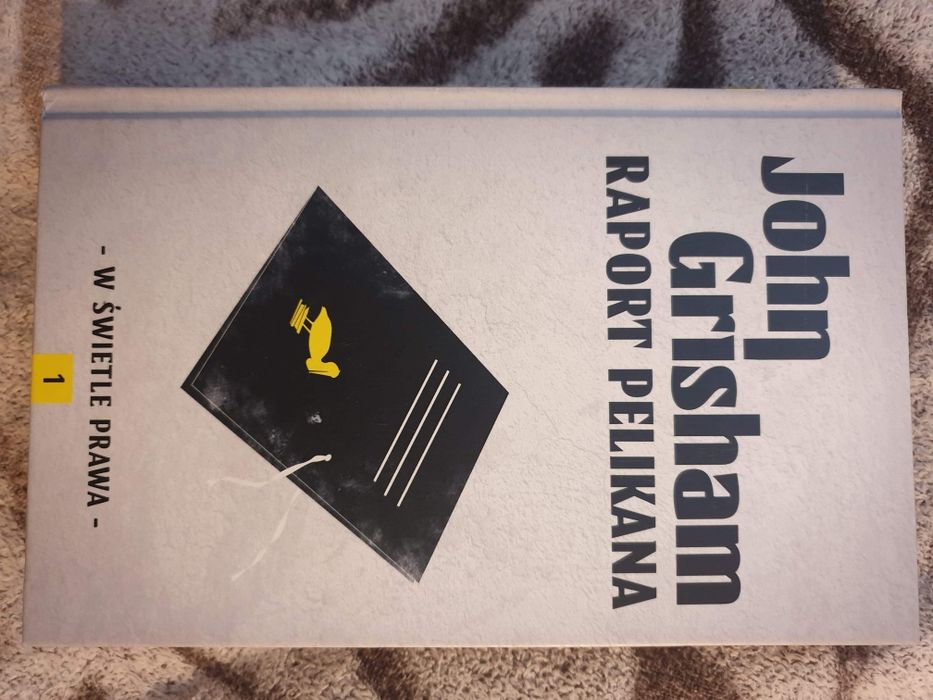 John
Grisham
RAPORT PELIKANA
- W ŚWIETLE PRAWA -
1